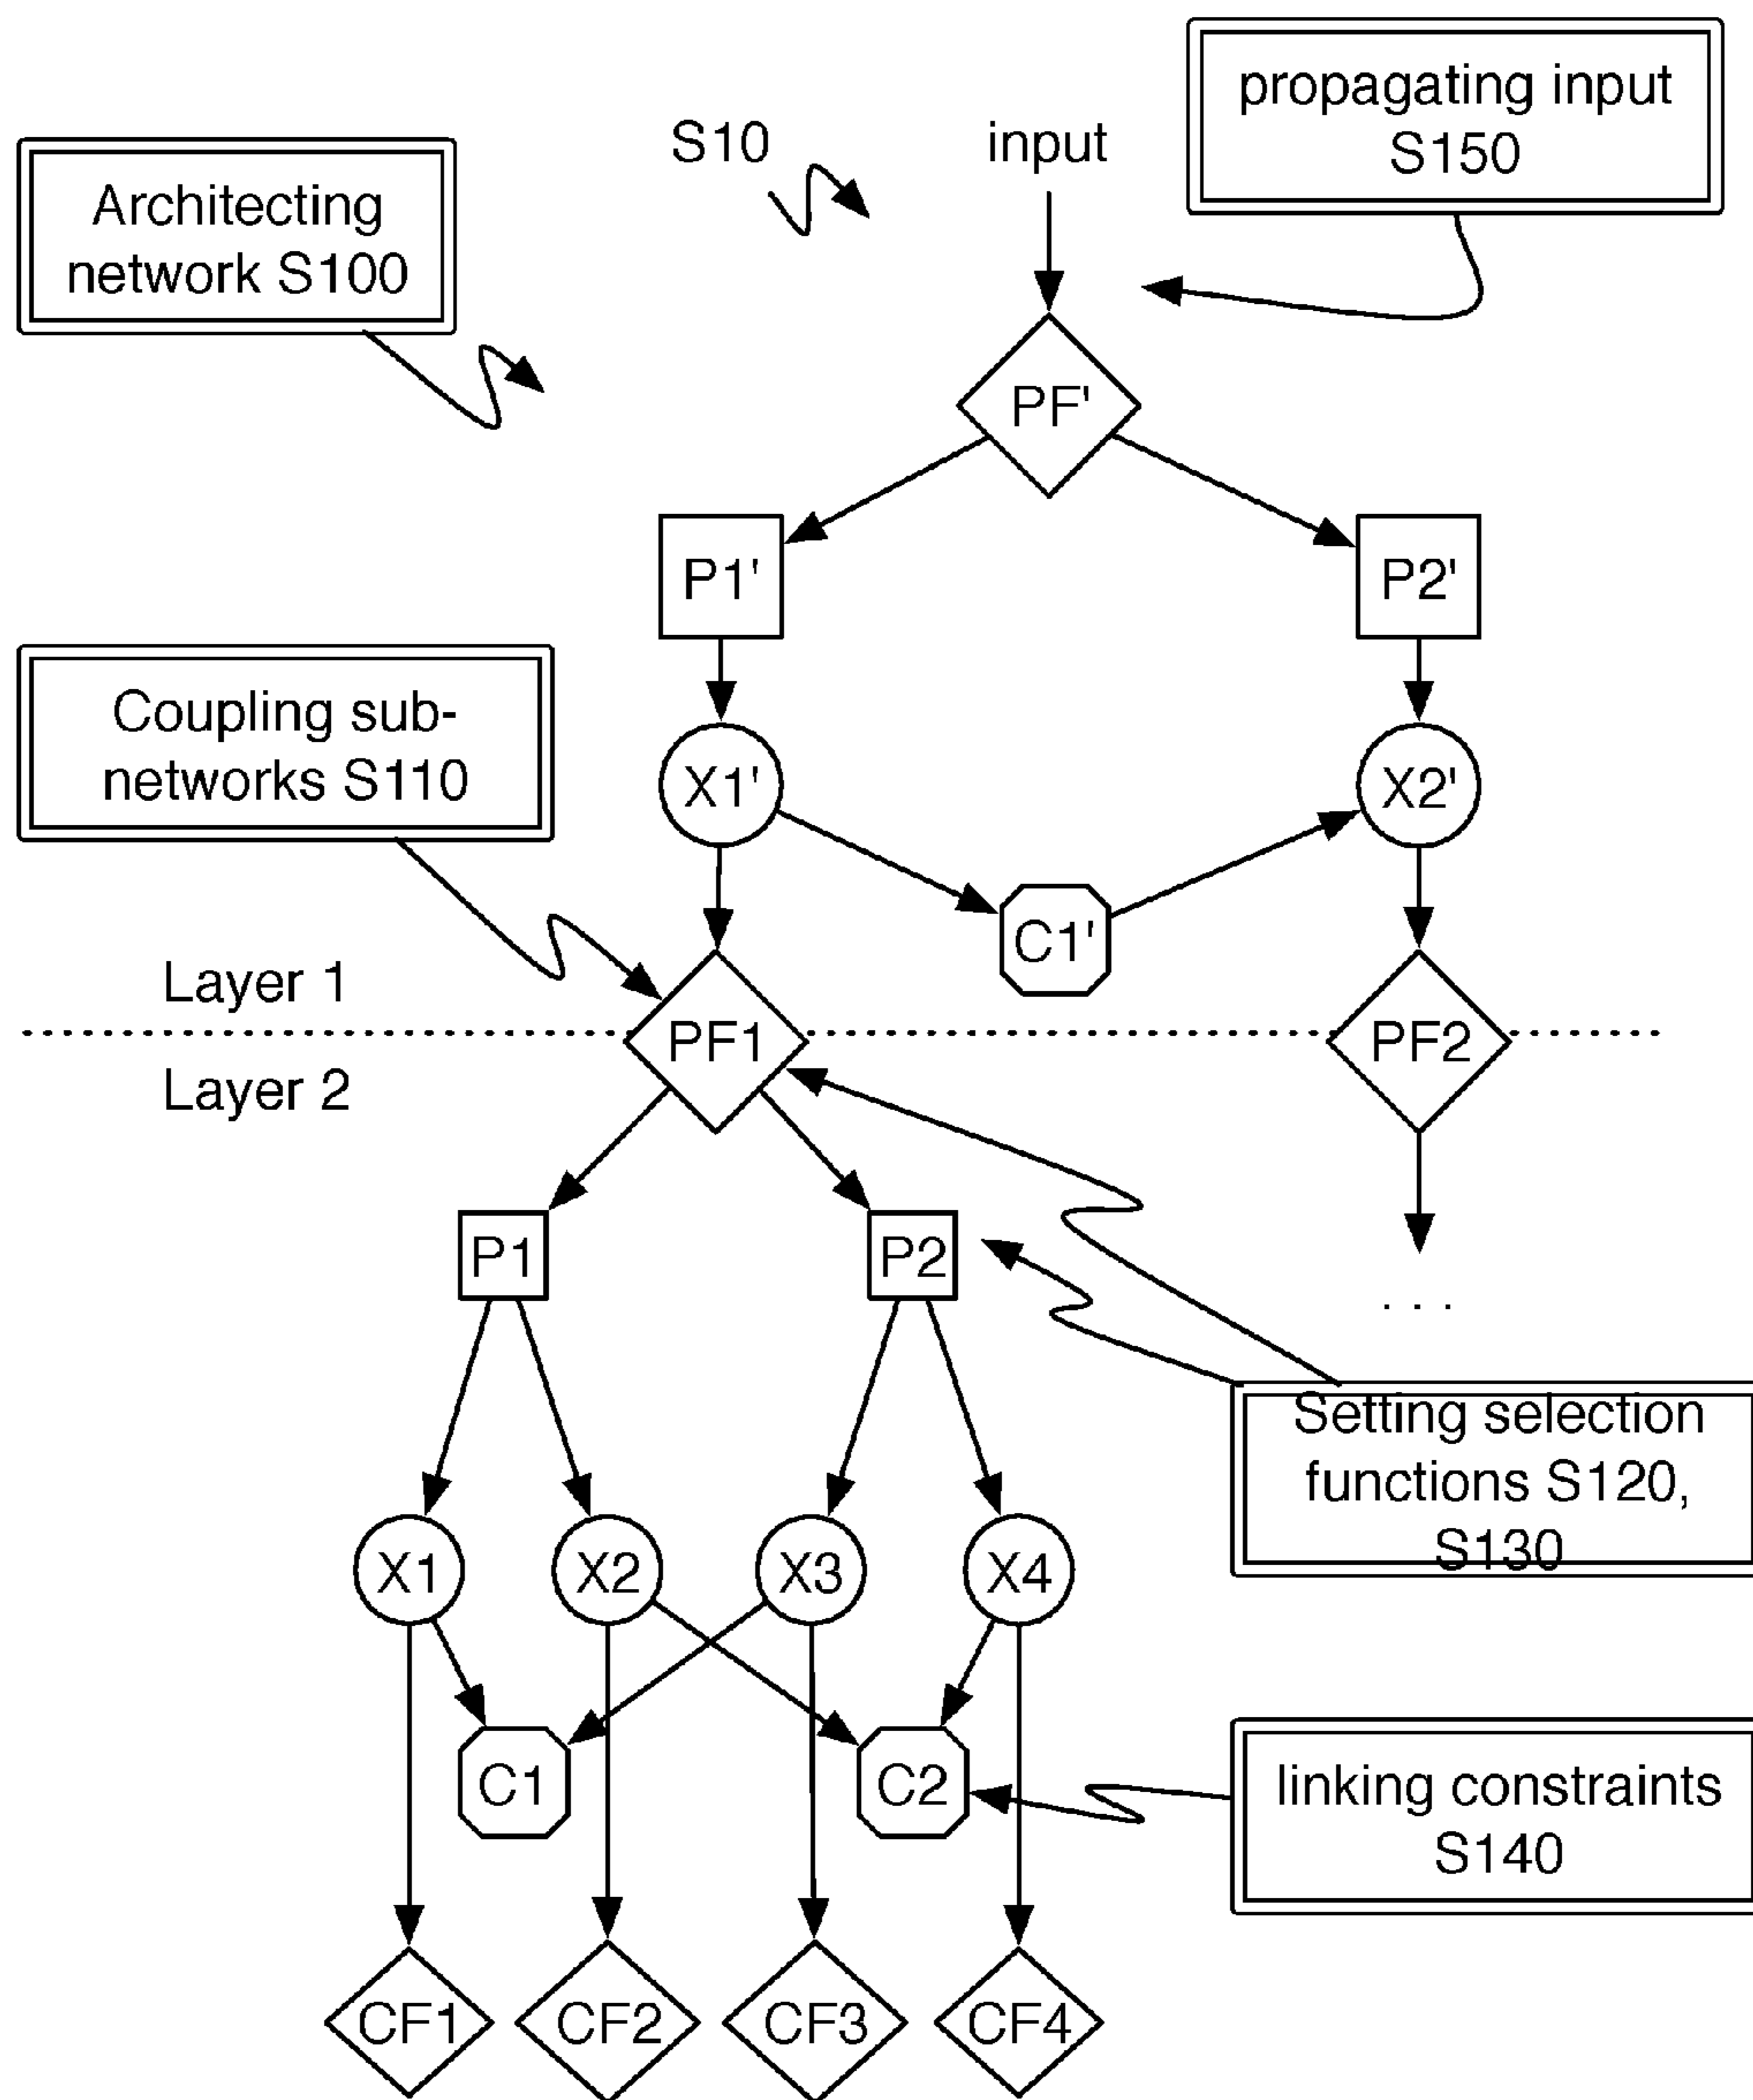 propagating input
S150
S10
input
Architecting
network S100
PF'
P1'
P2'
Coupling sub-
networks S110
X1'
X2'
C1'
Layer 1
PF1
PF2
Layer 2
P1
P2
. . .
Setting selection
functions S120,
S130
X1
X2
X3
X4
C1
C2
linking constraints
S140
CF1
CF2
CF3
CF4